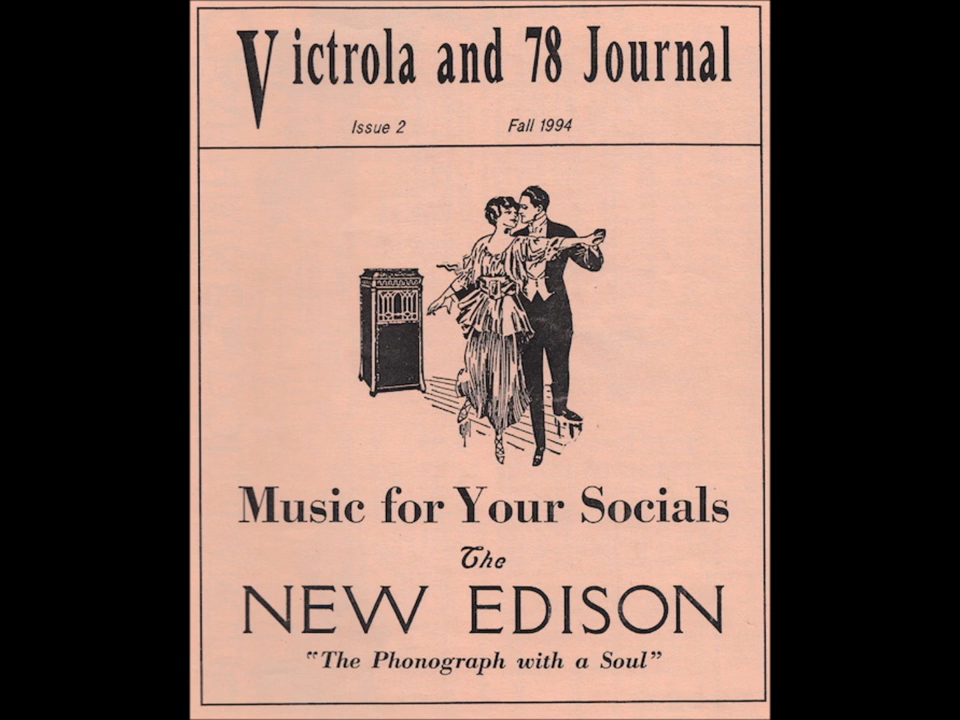 Victrola and 78 Journal
Issue 2 Fall 1994
Music for Your Socials
The
NEW EDISON
"The Phonograph with a Soul"